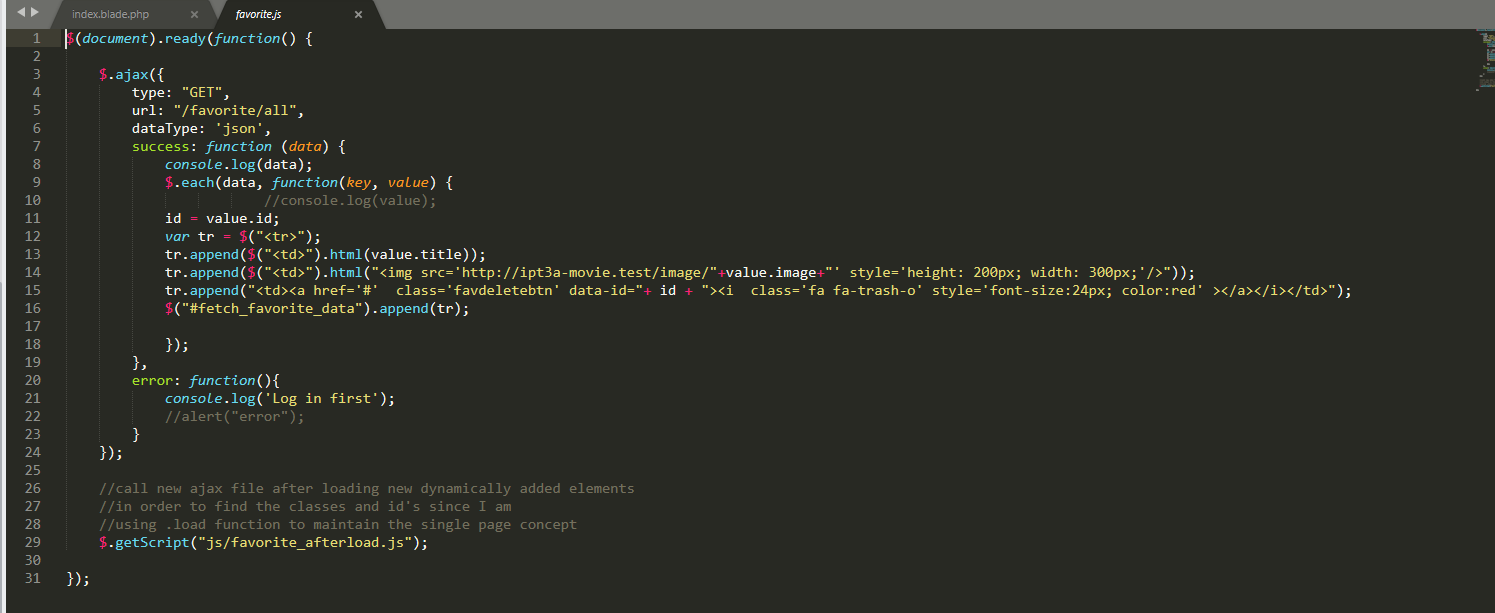 index.blade.php × favorite.js ×
1 $(document).ready(function() {
2
3 $.ajax({
4 type: "GET",
5 url: "/favorite/all",
6 dataType: 'json',
7 success: function (data) {
8 console.log(data);
9 $.each(data, function(key, value) {
10 //console.log(value);
11 id = value.id;
12 var tr = $("<tr>");
13 tr.append($("<td>").html(value.title));
14 tr.append($("<td>").html("<img src='http://ipt3a-movie.test/image/"+value.image+"' style='height: 200px; width: 300px;'/>"));
15 tr.append("<td><a href='#'  class='favdeletebtn' data-id="+ id + "><i  class='fa fa-trash-o' style='font-size:24px; color:red' ></a></i></td>");
16 $("#fetch_favorite_data").append(tr);
17
18 });
19 },
20 error: function(){
21 console.log('Log in first');
22 //alert("error");
23 }
24 });
25
26 //call new ajax file after loading new dynamically added elements
27 //in order to find the classes and id's since I am
28 //using .load function to maintain the single page concept
29 $.getScript("js/favorite_afterload.js");
30
31 });